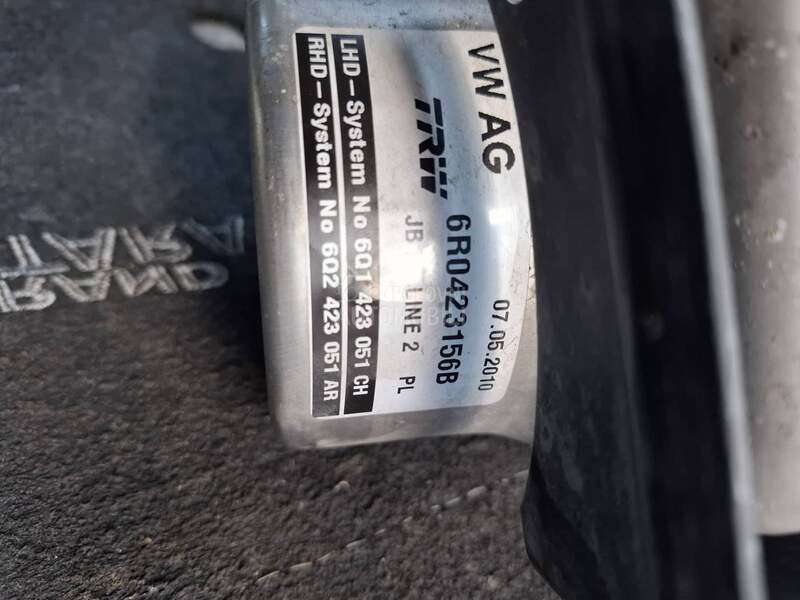 VW AG
07.05.2010
TRW 6R0423156B
JB LINE 2 PL
LHD-System No 6Q1 423 051 CH
RHD-System No 6Q2 423 051 AR